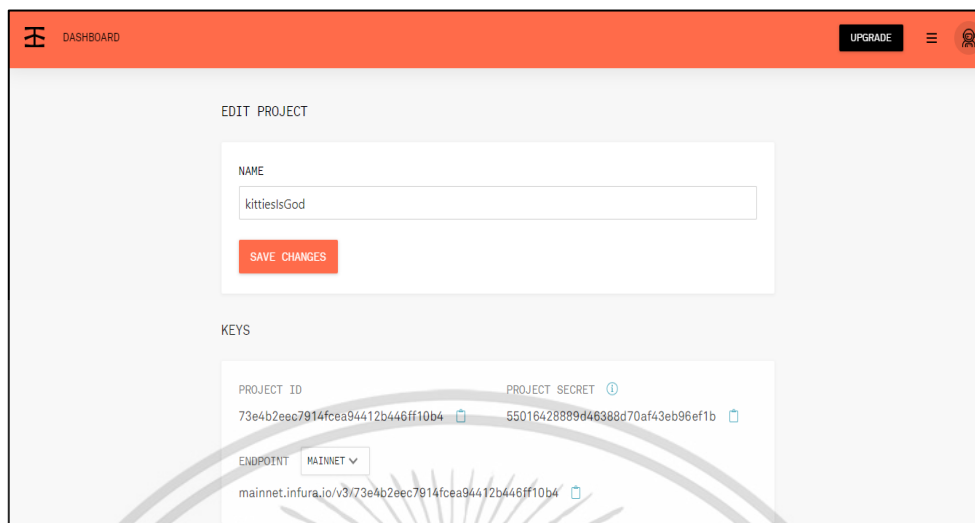 DASHBOARD
UPGRADE
EDIT PROJECT
NAME
kittiesIsGod
SAVE CHANGES
KEYS
PROJECT ID PROJECT SECRET
73e4b2eec7914fcea94412b446ff10b4 55016428889d46388d70af43eb96ef1b
ENDPOINT MAINNET
mainnet.infura.io/v3/73e4b2eec7914fcea94412b446ff10b4